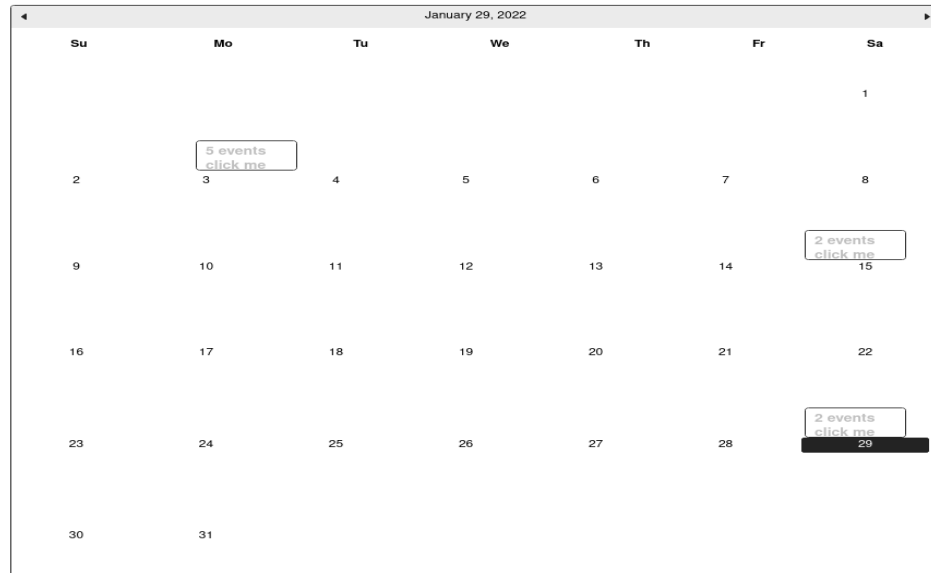 January 29, 2022
Su Mo Tu We Th Fr Sa
1
5 events
click me
2 3 4 5 6 7 8
2 events
click me
9 10 11 12 13 14 15
16 17 18 19 20 21 22
2 events
click me
23 24 25 26 27 28 29
30 31